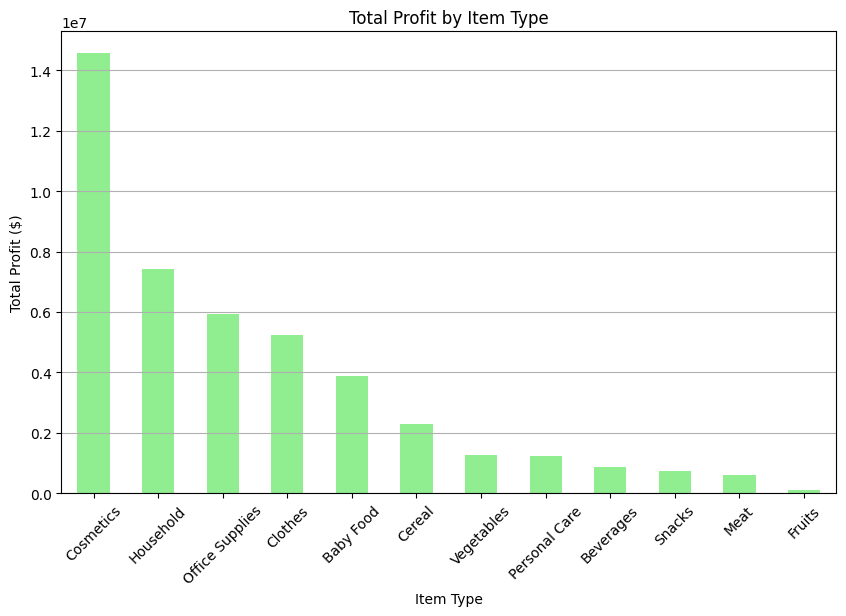 Total Profit by Item Type
1e7
1.4
1.2
1.0
0.8
0.6
0.4
0.2
0.0
Total Profit ($)
Cosmetics
Household
Office Supplies
Clothes
Baby Food
Cereal
Vegetables
Personal Care
Beverages
Snacks
Meat
Fruits
Item Type